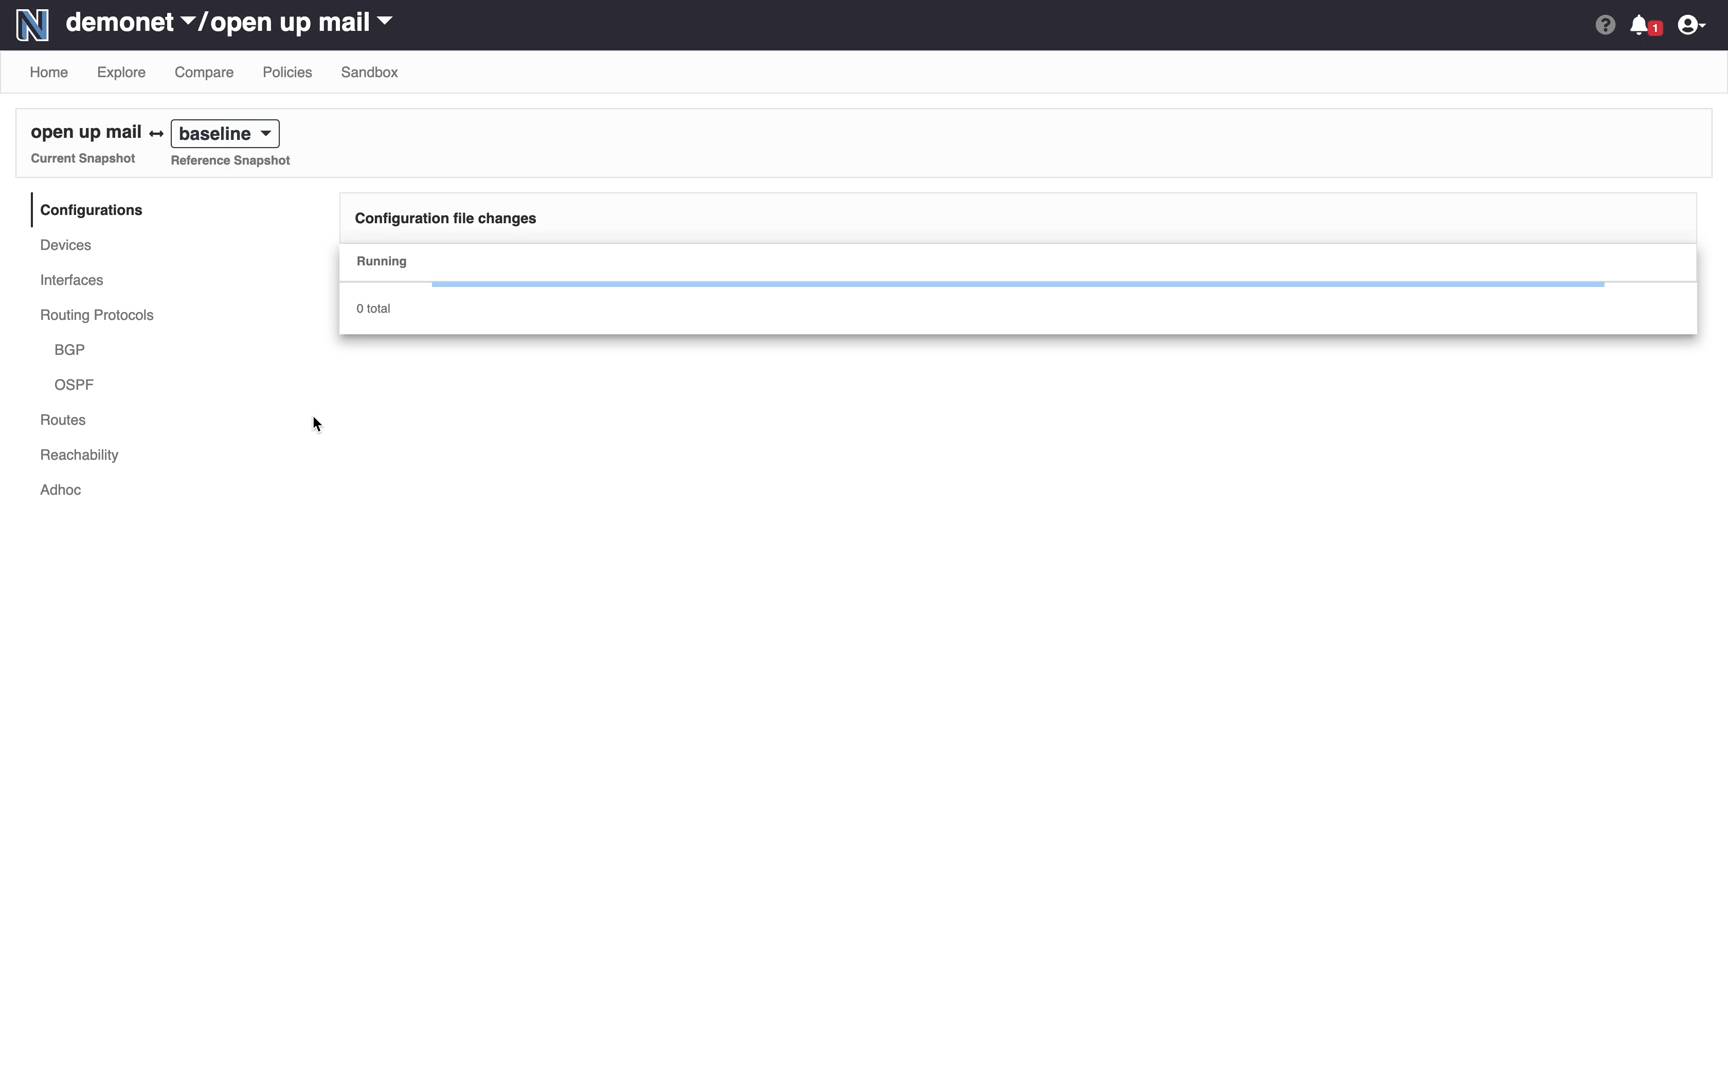 demonet / open up mail
1
Home Explore Compare Policies Sandbox
open up mail ↔ baseline
Current Snapshot Reference Snapshot
Configurations
Devices
Interfaces
Routing Protocols
BGP
OSPF
Routes
Reachability
Adhoc
Configuration file changes
Running
0 total